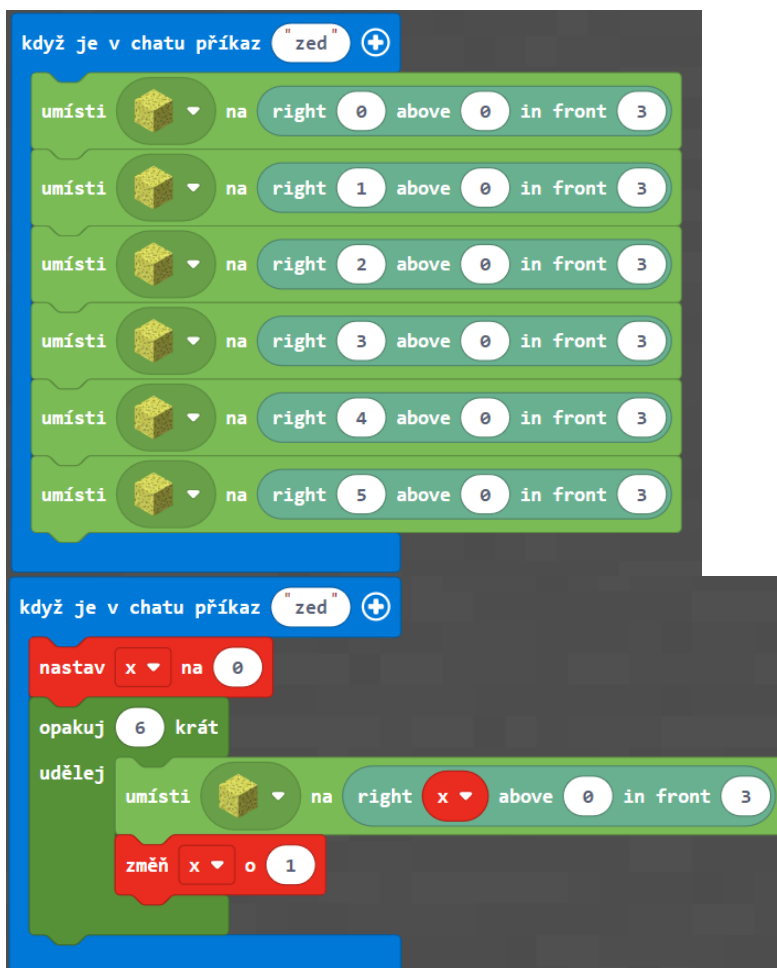 když je v chatu příkaz "zed"
umísti na right 0 above 0 in front 3
umísti na right 1 above 0 in front 3
umísti na right 2 above 0 in front 3
umísti na right 3 above 0 in front 3
umísti na right 4 above 0 in front 3
umísti na right 5 above 0 in front 3
když je v chatu příkaz "zed"
nastav x na 0
opakuj 6 krát
udělej
umísti na right x above 0 in front 3
změň x o 1